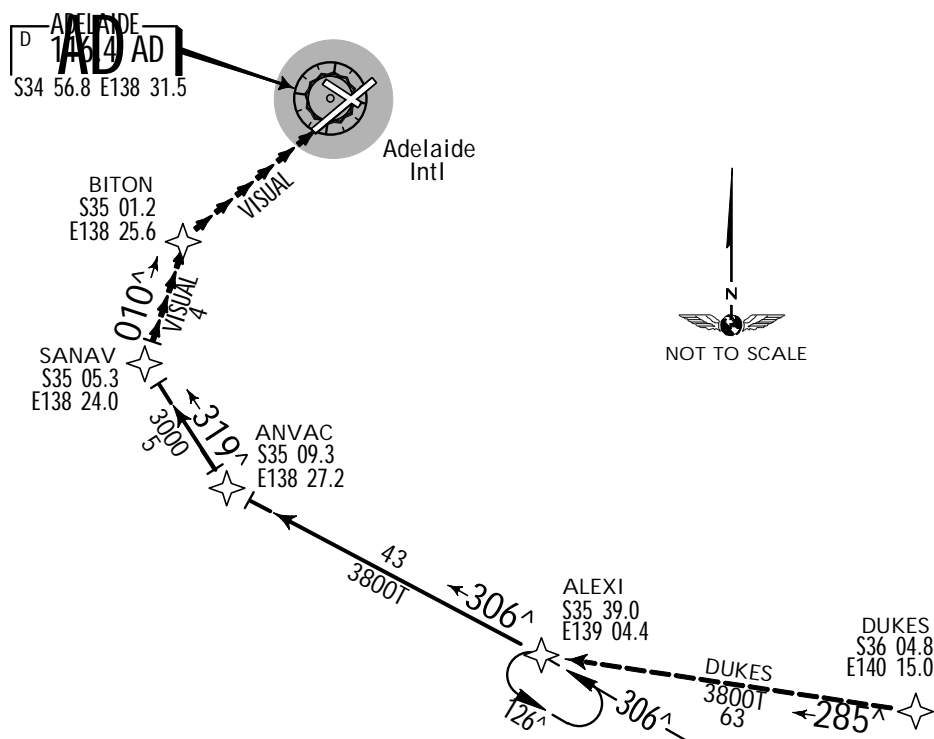 ADELAIDE
D
116.4 AD
AD
S34 56.8 E138 31.5
Adelaide
Intl
VISUAL
BITON
S35 01.2
E138 25.6
010^
VISUAL
4
N
NOT TO SCALE
SANAV
S35 05.3
E138 24.0
319^
3000
5
ANVAC
S35 09.3
E138 27.2
43
3800T
306^
ALEXI
S35 39.0
E139 04.4
DUKES
S36 04.8
E140 15.0
DUKES
3800T
63
285^
126^
306^